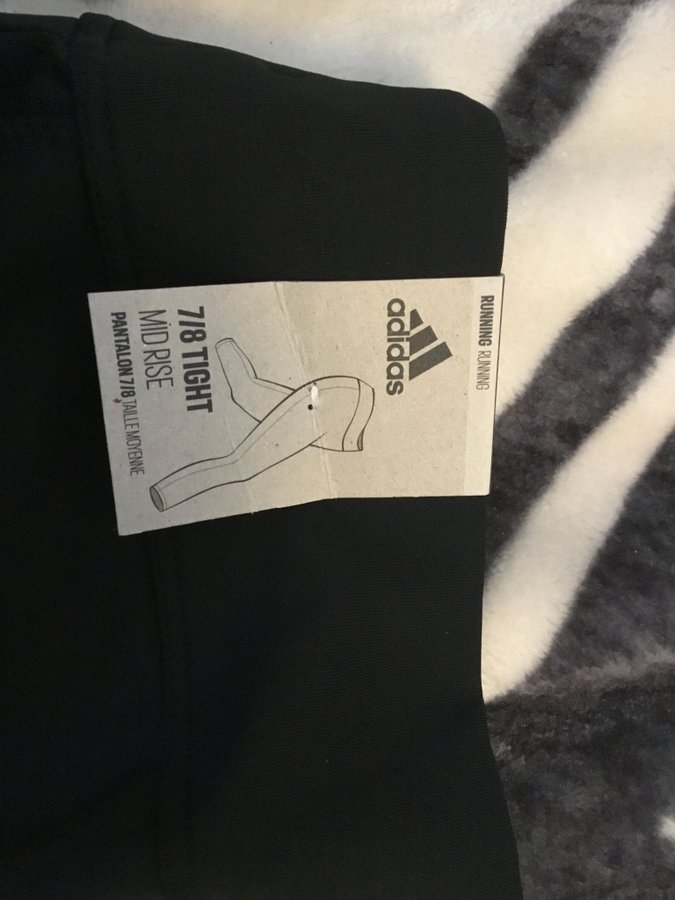 RUNNING RUNNING
adidas
7/8 TIGHT
MID RISE
PANTALON 7/8 TAILLE MOYENNE